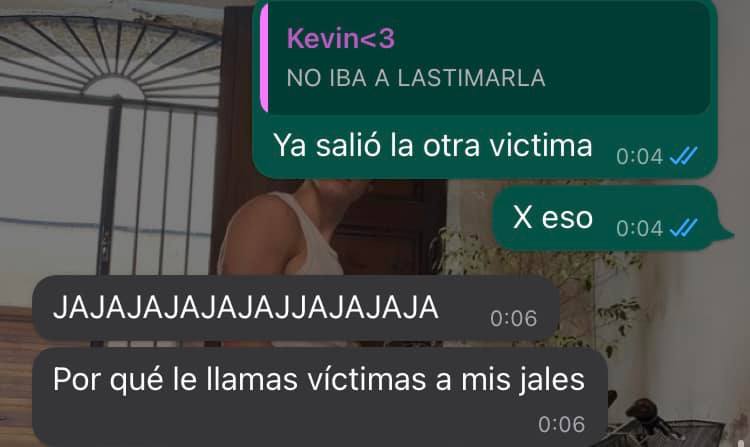 Kevin<3
NO IBA A LASTIMARLA
Ya salió la otra victima 0:04
X eso 0:04
JAJAJAJAJAJAJJAJAJAJA 0:06
Por qué le llamas víctimas a mis jales
0:06